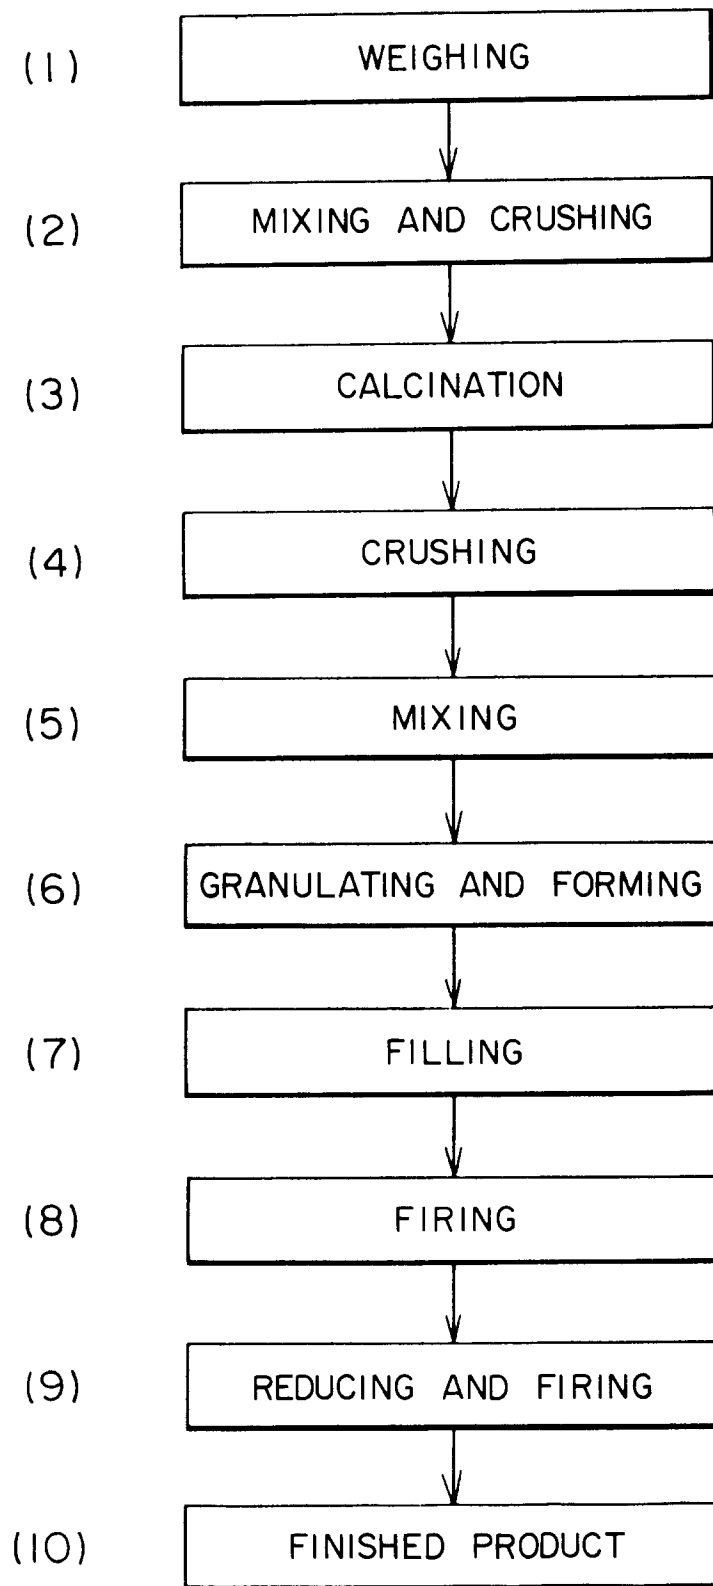 (1) WEIGHING
(2) MIXING AND CRUSHING
(3) CALCINATION
(4) CRUSHING
(5) MIXING
(6) GRANULATING AND FORMING
(7) FILLING
(8) FIRING
(9) REDUCING AND FIRING
(10) FINISHED PRODUCT